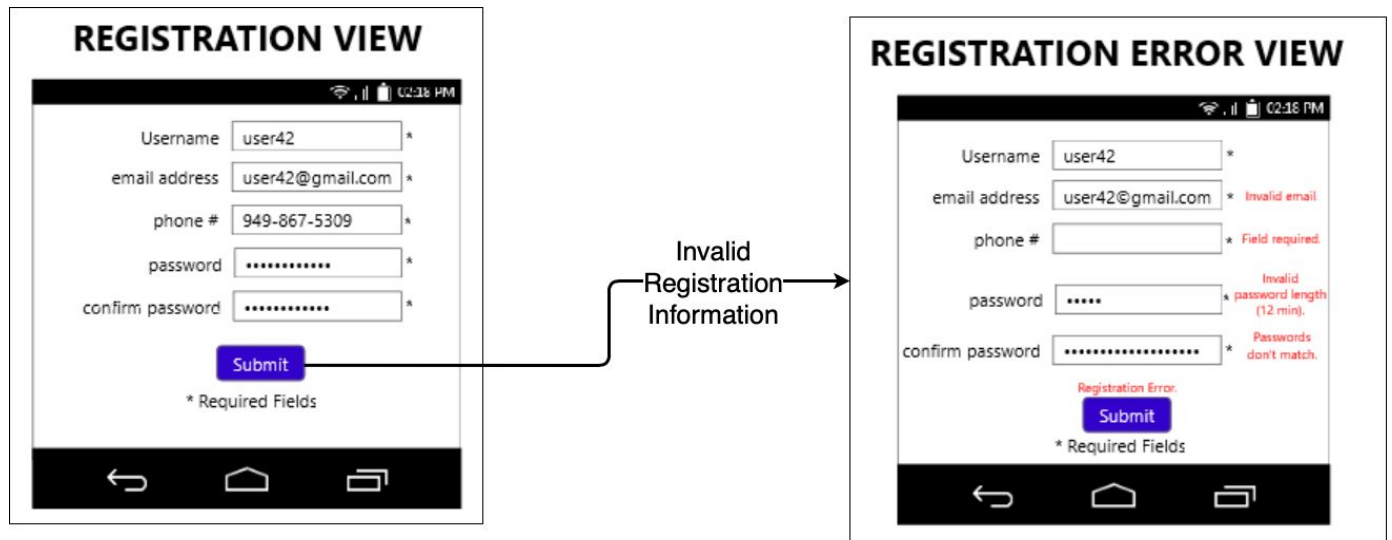 REGISTRATION VIEW
02:18 PM
Username user42 *
email address user42@gmail.com *
phone # 949-867-5309 *
password •••••••••••• *
confirm password •••••••••••• *
Submit
* Required Fields
Invalid
Registration
Information
REGISTRATION ERROR VIEW
02:18 PM
Username user42 *
email address user42©gmail.com * Invalid email
phone # * Field required.
Invalid
password ••••• * password length
(12 min).
Passwords
confirm password ••••••••••••••••••• * don't match.
Registration Error.
Submit
* Required Fields